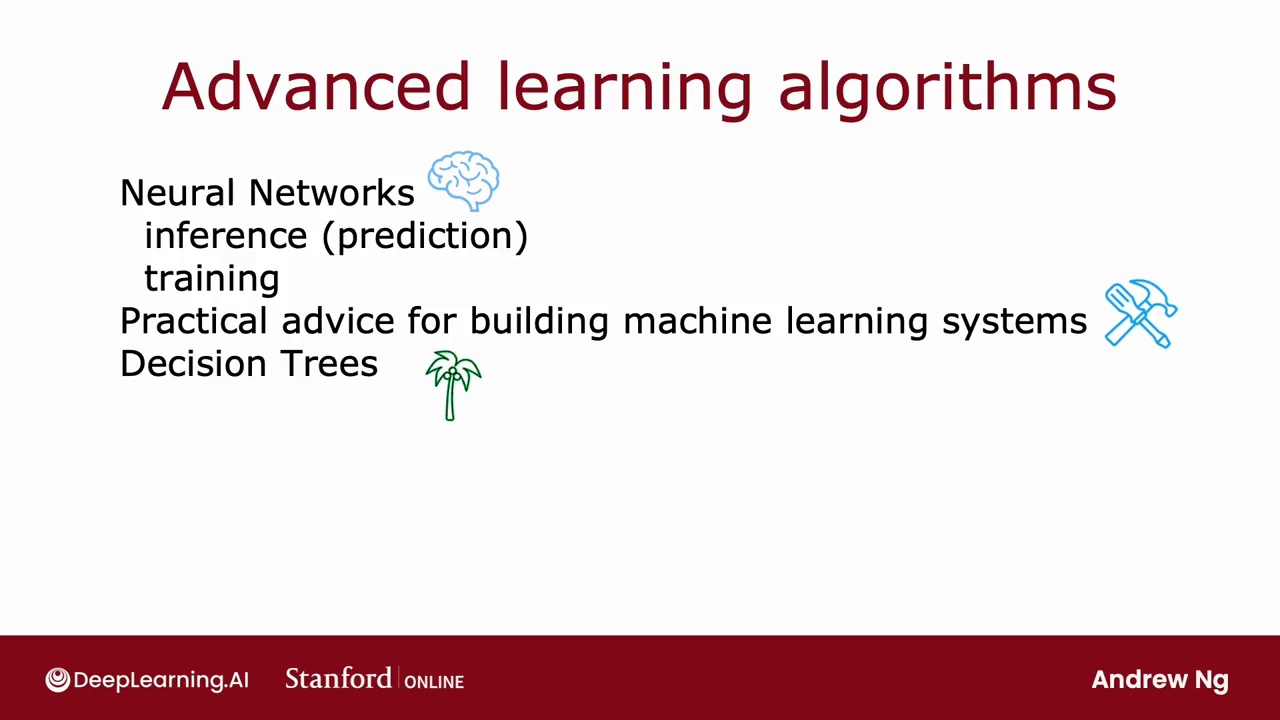 Advanced learning algorithms
Neural Networks
inference (prediction)
training
Practical advice for building machine learning systems
Decision Trees
DeepLearning.AI Stanford ONLINE Andrew Ng